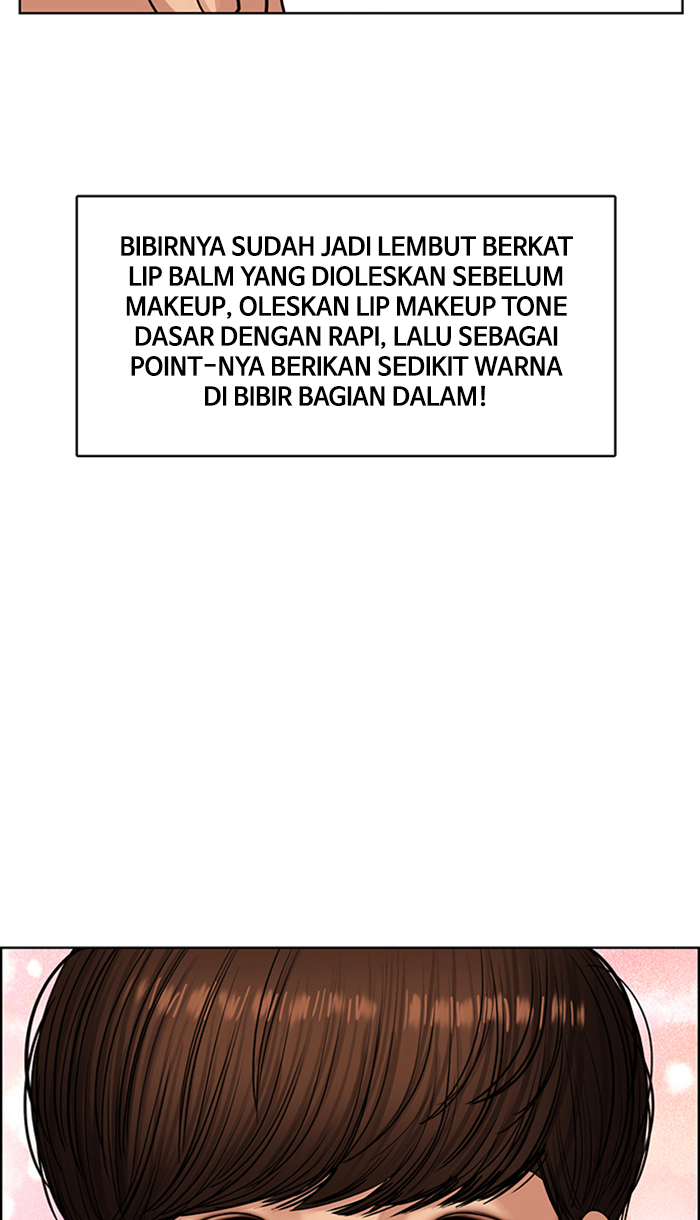 BIBIRNYA SUDAH JADI LEMBUT BERKAT
LIP BALM YANG DIOLESKAN SEBELUM
MAKEUP, OLESKAN LIP MAKEUP TONE
DASAR DENGAN RAPI, LALU SEBAGAI
POINT-NYA BERIKAN SEDIKIT WARNA
DI BIBIR BAGIAN DALAM!